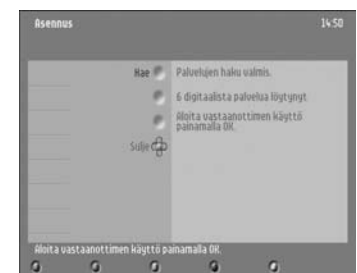 Asennus 14:50
Hae Palvelujen haku valmis.
6 digitaalista palvelua löytynyt
Aloita vastaanottimen käyttö
painamalla OK.
Sulje
Aloita vastaanottimen käyttö painamalla OK.